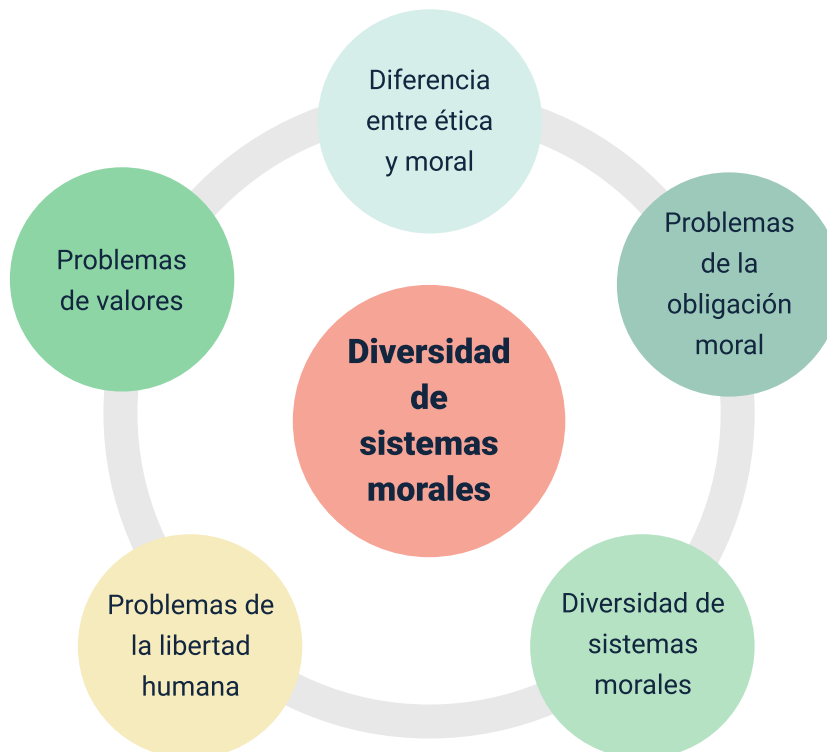 Diferencia
entre ética
y moral
Problemas
de la
obligación
moral
Problemas
de valores
Diversidad
de
sistemas
morales
Problemas de
la libertad
humana
Diversidad de
sistemas
morales